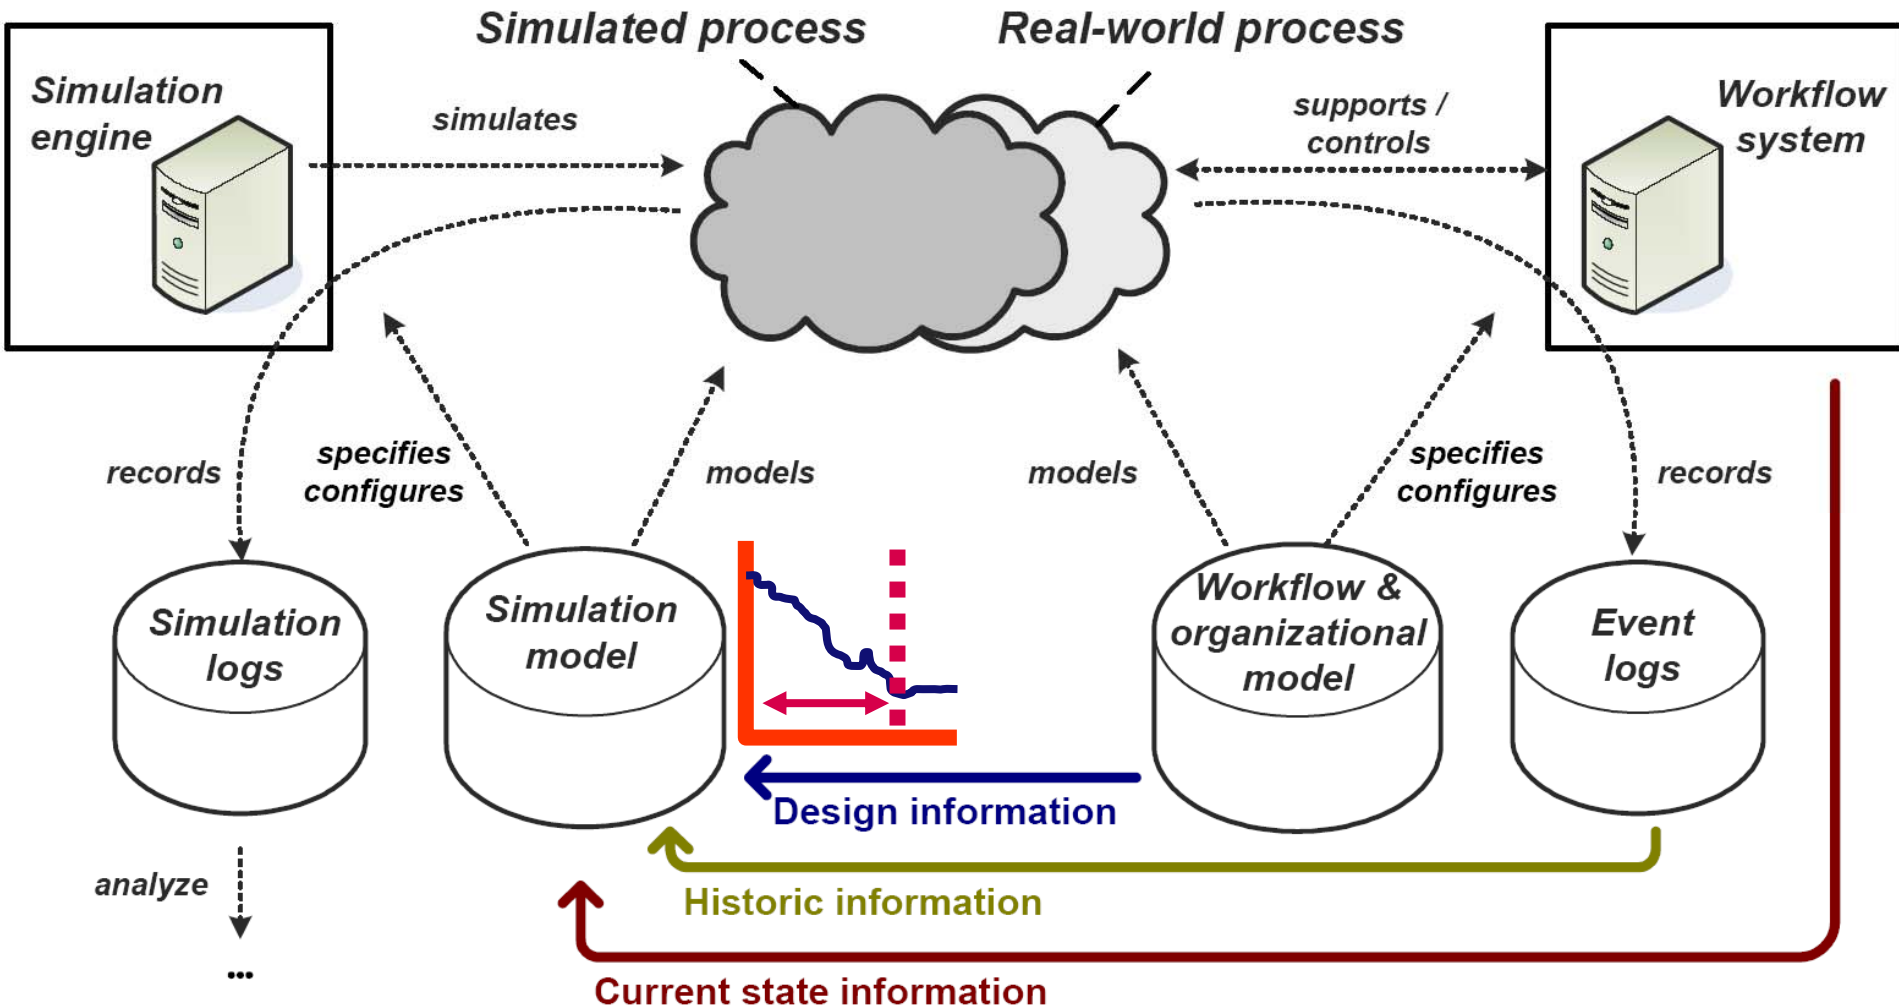 Simulated process
Real-world process
Simulation
engine
simulates
supports /
controls
Workflow
system
records
specifies
configures
models
models
specifies
configures
records
Simulation
logs
Simulation
model
Workflow &
organizational
model
Event
logs
Design information
analyze
Historic information
...
Current state information